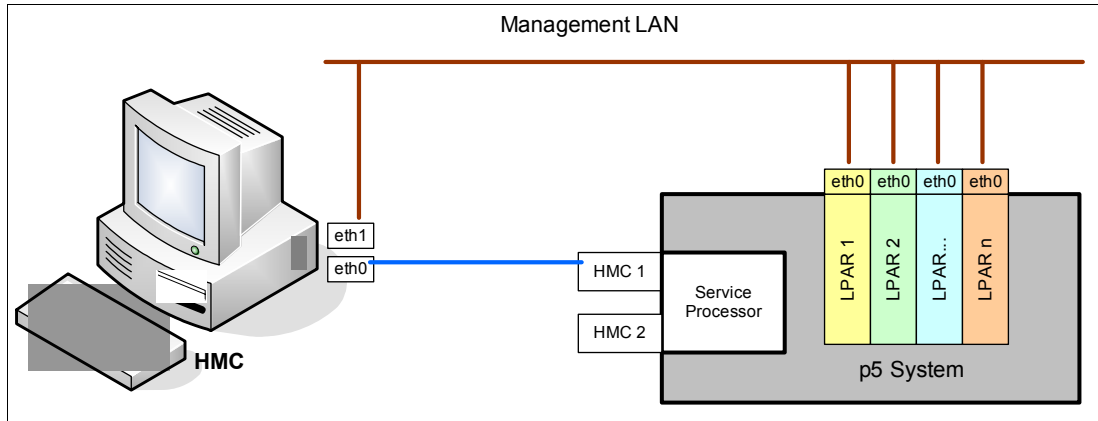 Management LAN
eth0 eth0 eth0 eth0
eth1
eth0
LPAR 1
LPAR 2
LPAR...
LPAR n
HMC 1
Service
Processor
HMC 2
HMC
p5 System